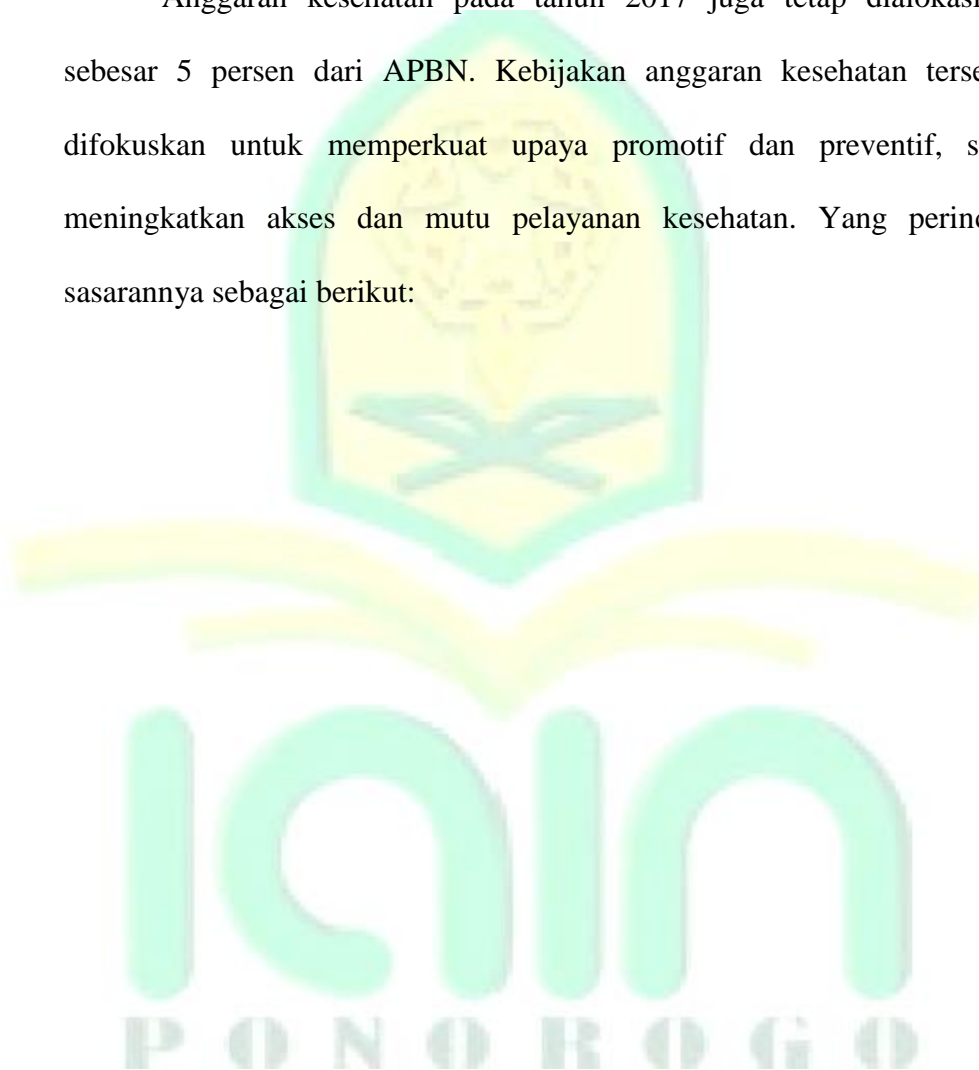 Anggaran kesehatan pada tahun 2017 juga tetap dialokasi
sebesar 5 persen dari APBN. Kebijakan anggaran kesehatan terse
difokuskan untuk memperkuat upaya promotif dan preventif, s
meningkatkan akses dan mutu pelayanan kesehatan. Yang perinc
sasarannya sebagai berikut:
iain
PONOROGO